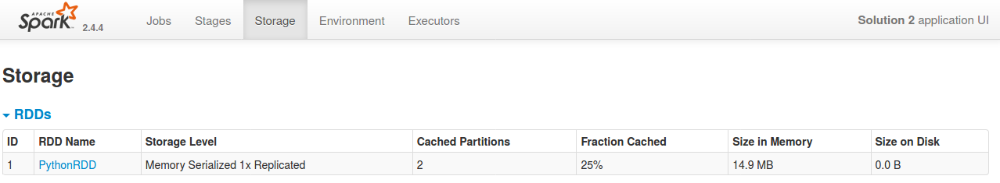 APACHE
Spark 2.4.4 Jobs Stages Storage Environment Executors Solution 2 application UI
Storage
RDDs
ID RDD Name Storage Level Cached Partitions Fraction Cached Size in Memory Size on Disk
1 PythonRDD Memory Serialized 1x Replicated 2 25% 14.9 MB 0.0 B